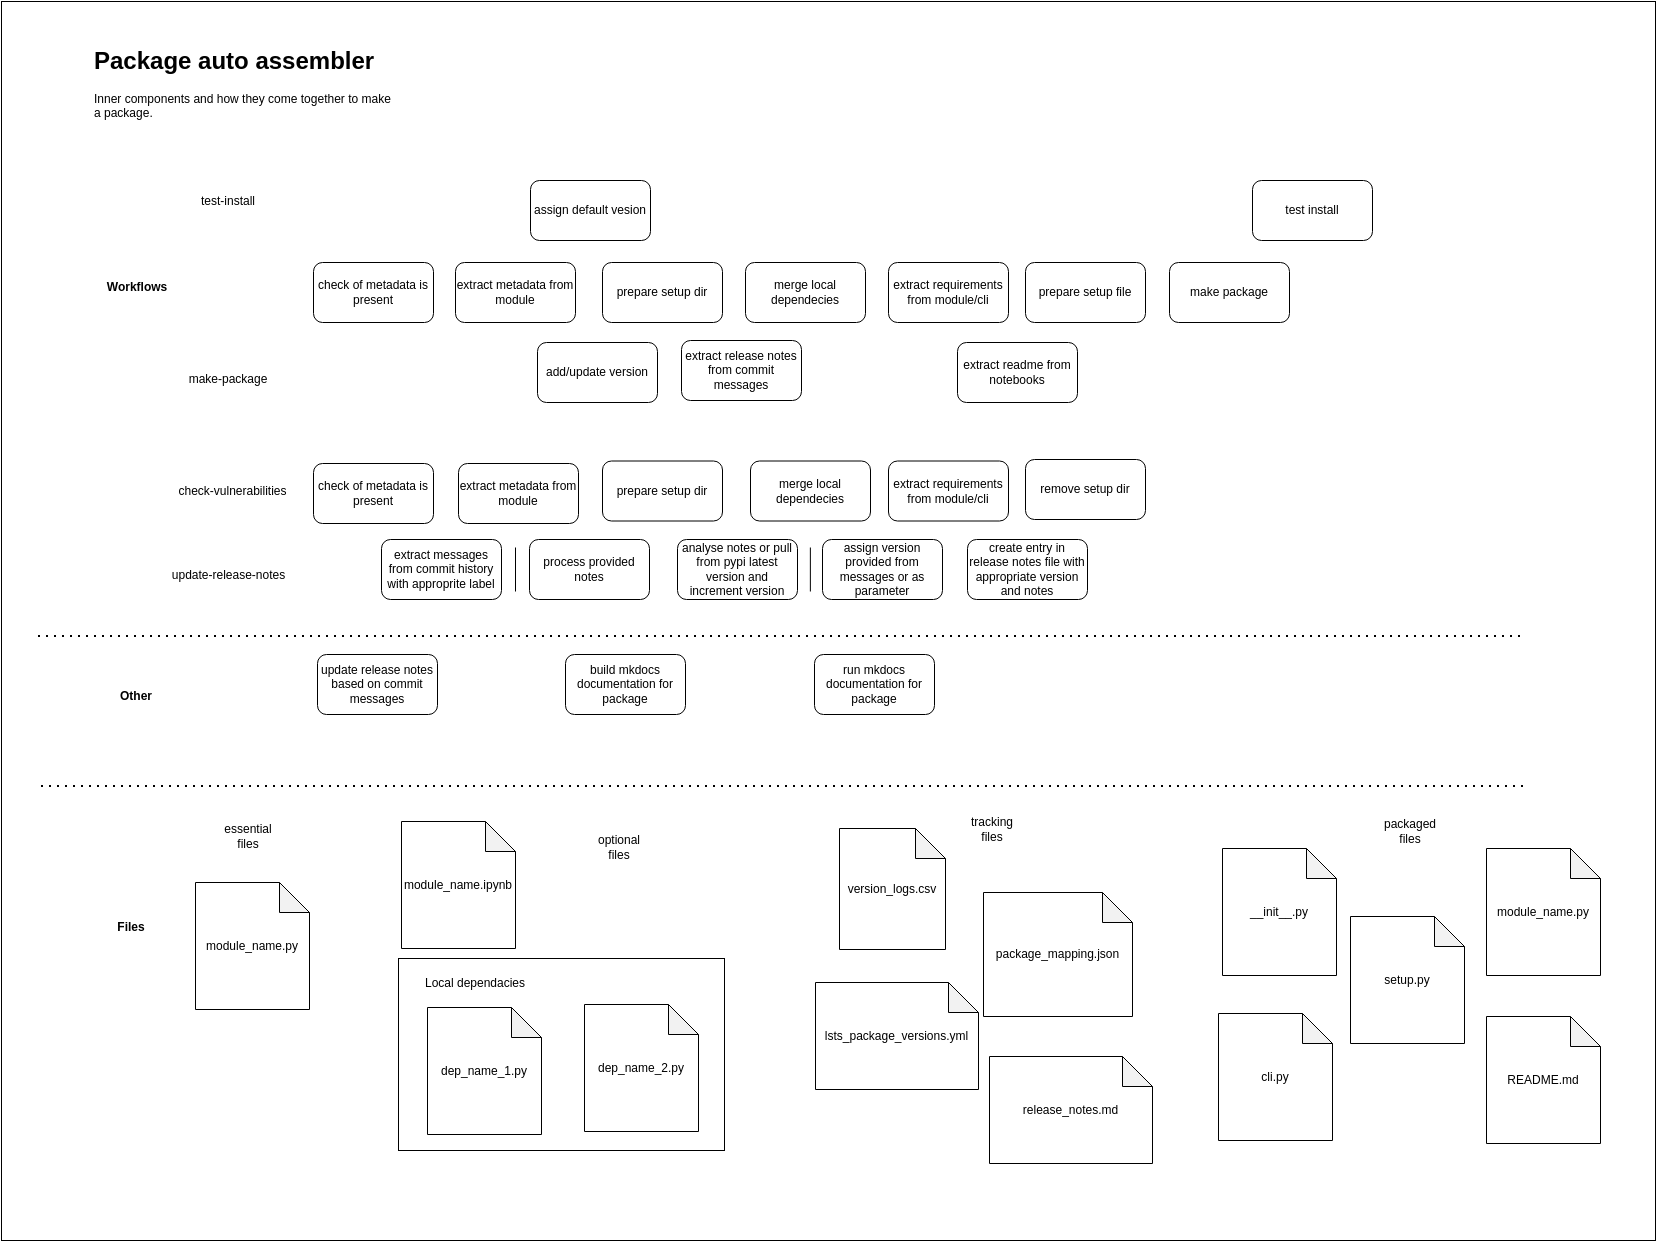 Package auto assembler
Inner components and how they come together to make
a package.
test-install
assign default vesion
test install
Workflows
check of metadata is
present
extract metadata from
module
prepare setup dir
merge local
dependecies
extract requirements
from module/cli
prepare setup file
make package
make-package
add/update version
extract release notes
from commit
messages
extract readme from
notebooks
check-vulnerabilities
check of metadata is
present
extract metadata from
module
prepare setup dir
merge local
dependecies
extract requirements
from module/cli
remove setup dir
update-release-notes
extract messages
from commit history
with approprite label
process provided
notes
analyse notes or pull
from pypi latest
version and
increment version
assign version
provided from
messages or as
parameter
create entry in
release notes file with
appropriate version
and notes
Other
update release notes
based on commit
messages
build mkdocs
documentation for
package
run mkdocs
documentation for
package
Files
essential
files
module_name.py
module_name.ipynb
optional
files
Local dependacies
dep_name_1.py
dep_name_2.py
tracking
files
version_logs.csv
package_mapping.json
lsts_package_versions.yml
release_notes.md
packaged
files
__init__.py
module_name.py
setup.py
cli.py
README.md